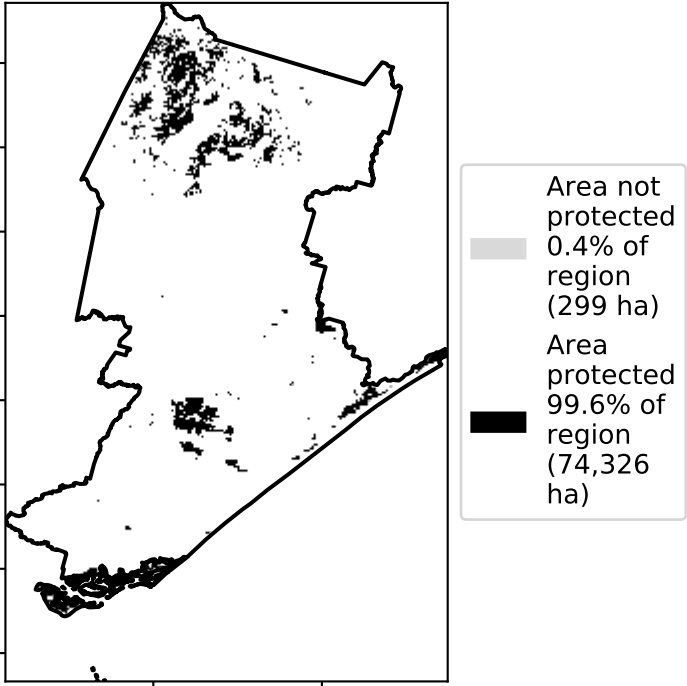 Area not
protected
0.4% of
region
(299 ha)
Area
protected
99.6% of
region
(74,326
ha)